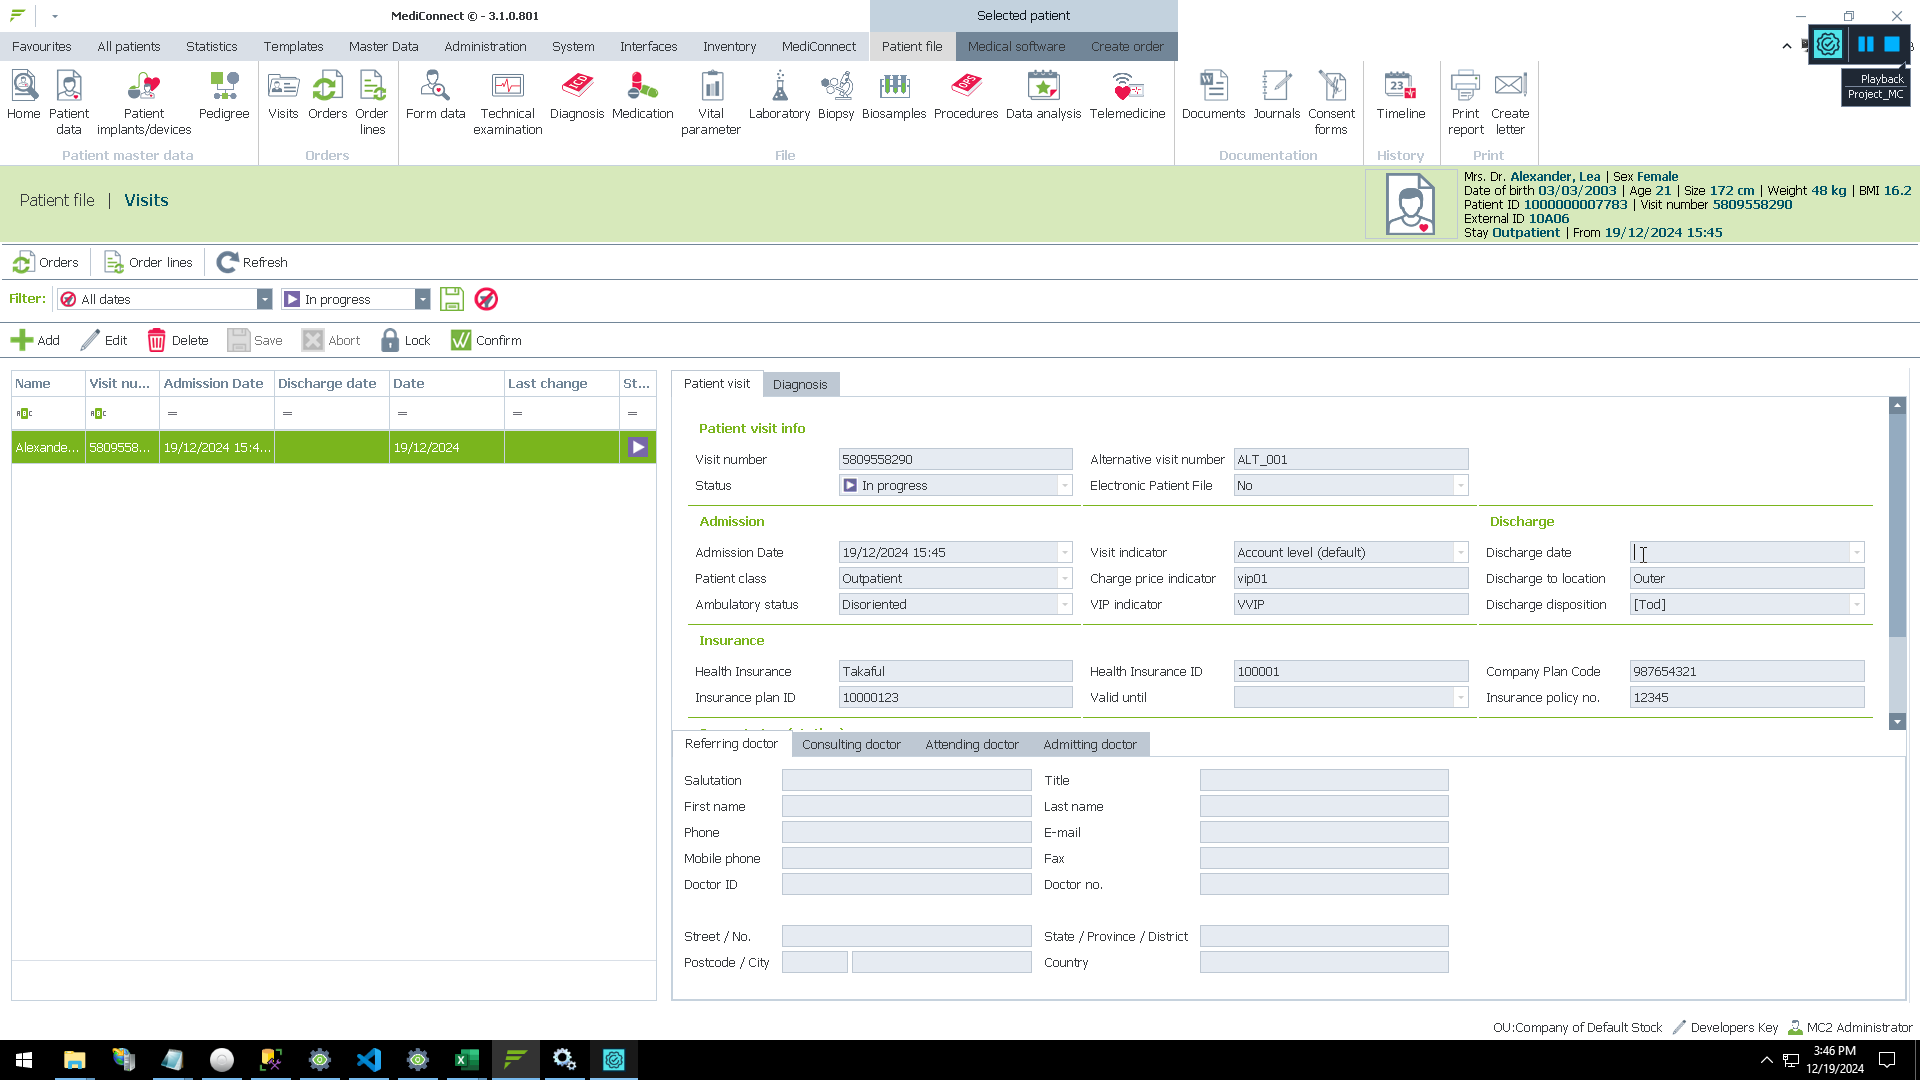 MediConnect © - 3.1.0.801
Selected patient
Favourites All patients Statistics Templates Master Data Administration System Interfaces Inventory MediConnect Patient file Medical software Create order
Playback
Project_MC
Home Patient data Patient implants/devices Pedigree Visits Orders Order lines Form data Technical examination Diagnosis Medication Vital parameter Laboratory Biopsy Biosamples Procedures Data analysis Telemedicine Documents Journals Consent forms Timeline Print report Create letter
Patient master data Orders File Documentation History Print
Patient file | Visits
Mrs. Dr. Alexander, Lea | Sex Female
Date of birth 03/03/2003 | Age 21 | Size 172 cm | Weight 48 kg | BMI 16.2
Patient ID 1000000007783 | Visit number 5809558290
External ID 10A06
Stay Outpatient | From 19/12/2024 15:45
Orders Order lines Refresh
Filter: All dates In progress
Add Edit Delete Save Abort Lock Confirm
Name Visit nu... Admission Date Discharge date Date Last change St...
Alexande... 5809558... 19/12/2024 15:4... 19/12/2024
Patient visit Diagnosis
Patient visit info
Visit number 5809558290 Alternative visit number ALT_001
Status In progress Electronic Patient File No
Admission Discharge
Admission Date 19/12/2024 15:45 Visit indicator Account level (default) Discharge date
Patient class Outpatient Charge price indicator vip01 Discharge to location Outer
Ambulatory status Disoriented VIP indicator VVIP Discharge disposition [Tod]
Insurance
Health Insurance Takaful Health Insurance ID 100001 Company Plan Code 987654321
Insurance plan ID 10000123 Valid until Insurance policy no. 12345
Referring doctor Consulting doctor Attending doctor Admitting doctor
Salutation Title
First name Last name
Phone E-mail
Mobile phone Fax
Doctor ID Doctor no.
Street / No. State / Province / District
Postcode / City Country
OU:Company of Default Stock Developers Key MC2 Administrator
3:46 PM
12/19/2024